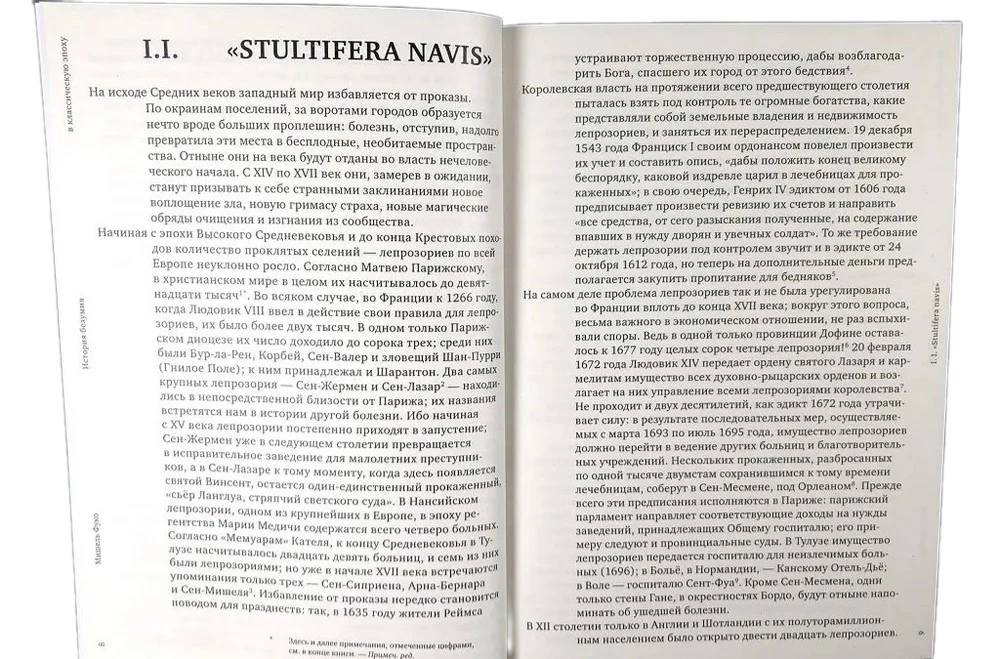 в классическую эпоху
История безумия
Мишель Фуко
8
I.I. «STULTIFERA NAVIS»
На исходе Средних веков западный мир избавляется от проказы.
По окраинам поселений, за воротами городов образуется
нечто вроде больших проплешин: болезнь, отступив, надолго
превратила эти места в бесплодные, необитаемые простран-
ства. Отныне они на века будут отданы во власть нечелове-
ческого начала. С XIV по XVII век они, замерев в ожидании,
станут призывать к себе странными заклинаниями новое
воплощение зла, новую гримасу страха, новые магические
обряды очищения и изгнания из сообщества.
Начиная с эпохи Высокого Средневековья и до конца Крестовых похо-
дов количество проклятых селений — лепрозориев по всей
Европе неуклонно росло. Согласно Матвею Парижскому,
в христианском мире в целом их насчитывалось до девят-
надцати тысяч¹*. Во всяком случае, во Франции к 1266 году,
когда Людовик VIII ввел в действие свои правила для лепро-
зориев, их было более двух тысяч. В одном только Париж-
ском диоцезе их число доходило до сорока трех; среди них
были Бур-ла-Рен, Корбей, Сен-Валер и зловещий Шан-Пурри
(Гнилое Поле); к ним принадлежал и Шарантон. Два самых
крупных лепрозория — Сен-Жермен и Сен-Лазар² — находи-
лись в непосредственной близости от Парижа; их названия
встретятся нам в истории другой болезни. Ибо начиная
с XV века лепрозории постепенно приходят в запустение;
Сен-Жермен уже в следующем столетии превращается
в исправительное заведение для малолетних преступни-
ков, а в Сен-Лазаре к тому моменту, когда здесь появляется
святой Винсент, остается один-единственный прокаженный,
«сьёр Ланглуа, стряпчий светского суда». В Нансийском
лепрозории, одном из крупнейших в Европе, в эпоху ре-
гентства Марии Медичи содержатся всего четверо больных.
Согласно «Мемуарам» Кателя, к концу Средневековья в Ту-
лузе насчитывалось двадцать девять больниц, и семь из них
были лепрозориями; но уже в начале XVII века встречаются
упоминания только трех — Сен-Сиприена, Арна-Бернара
и Сен-Мишеля³. Избавление от проказы нередко становится
поводом для празднеств: так, в 1635 году жители Реймса
* Здесь и далее примечания, отмеченные цифрами,
см. в конце книги. — Примеч. ред.
устраивают торжественную процессию, дабы возблагода-
рить Бога, спасшего их город от этого бедствия⁴.
Королевская власть на протяжении всего предшествующего столетия
пыталась взять под контроль те огромные богатства, какие
представляли собой земельные владения и недвижимость
лепрозориев, и заняться их перераспределением. 19 декабря
1543 года Франциск I своим ордонансом повелел произвести
их учет и составить опись, «дабы положить конец великому
беспорядку, каковой издревле царил в лечебницах для про-
каженных»; в свою очередь, Генрих IV эдиктом от 1606 года
предписывает произвести ревизию их счетов и направить
«все средства, от сего разыскания полученные, на содержание
впавших в нужду дворян и увечных солдат». То же требование
держать лепрозории под контролем звучит и в эдикте от 24
октября 1612 года, но теперь на дополнительные деньги пред-
полагается закупить пропитание для бедняков⁵.
На самом деле проблема лепрозориев так и не была урегулирована
во Франции вплоть до конца XVII века; вокруг этого вопроса,
весьма важного в экономическом отношении, не раз вспыхи-
вали споры. Ведь в одной только провинции Дофине остава-
лось к 1677 году целых сорок четыре лепрозория!⁶ 20 февраля
1672 года Людовик XIV передает ордену святого Лазаря и кар-
мелитам имущество всех духовно-рыцарских орденов и воз-
лагает на них управление всеми лепрозориями королевства⁷.
Не проходит и двух десятилетий, как эдикт 1672 года утрачи-
вает силу: в результате последовательных мер, осуществляе-
мых с марта 1693 по июль 1695 года, имущество лепрозориев
должно перейти в ведение других больниц и благотворитель-
ных учреждений. Нескольких прокаженных, разбросанных
по одной тысяче двумстам сохранившимся к тому времени
лечебницам, соберут в Сен-Месмене, под Орлеаном⁸. Прежде
всего эти предписания исполняются в Париже: парижский
парламент направляет соответствующие доходы на нужды
заведений, принадлежащих Общему госпиталю; его при-
меру следуют и провинциальные суды. В Тулузе имущество
лепрозориев передается госпиталю для неизлечимых боль-
ных (1696); в Больё, в Нормандии, — Канскому Отель-Дьё;
в Воле — госпиталю Сент-Фуа⁹. Кроме Сен-Месмена, одни
только стены Гане, в окрестностях Бордо, будут отныне напо-
минать об ушедшей болезни.
В XII столетии только в Англии и Шотландии с их полуторамиллион-
ным населением было открыто двести двадцать лепрозориев.
I. I. «Stultifera navis»
9